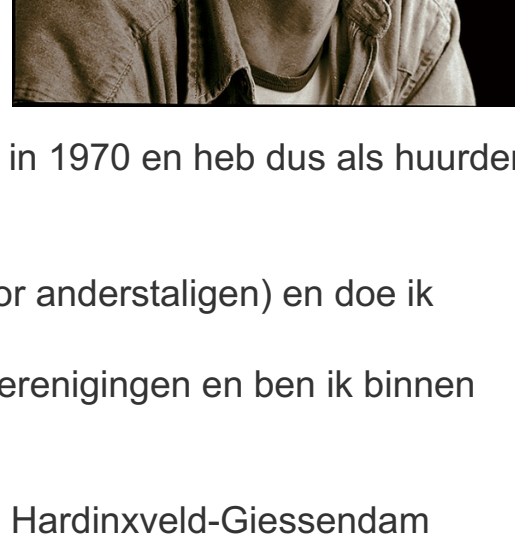 in 1970 en heb dus als huurder
or anderstaligen) en doe ik
erenigingen en ben ik binnen
Hardinxveld-Giessendam